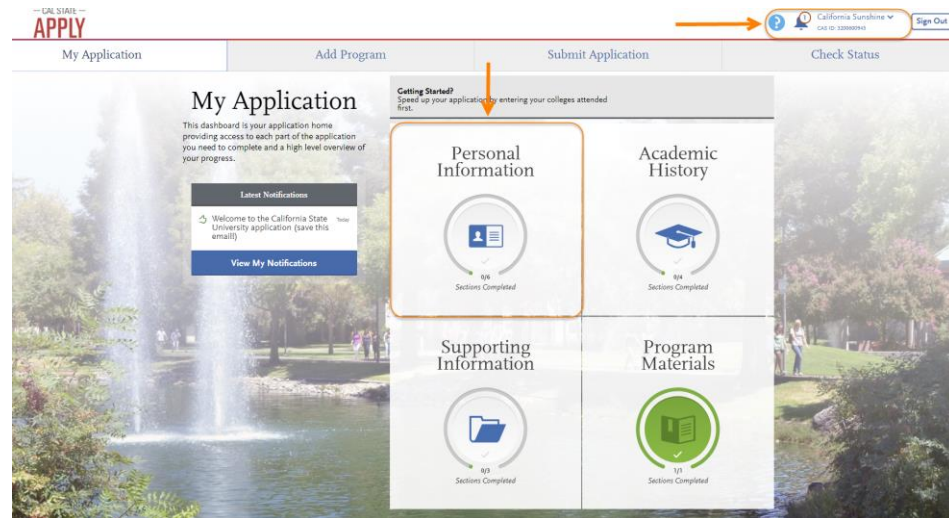 — CAL STATE —
APPLY
?
1
California Sunshine
Sign Out
My Application
Add Program
Submit Application
Check Status
My Application
This dashboard is your application home
providing access to each part of the application
you need to complete and a high level overview of
your progress.
Latest Notifications
Welcome to the California State
Today
University application (save this
email!)
View My Notifications
Getting Started?
Speed up your application by entering your colleges attended
first.
Personal
Information
0/6
Sections Completed
Academic
History
0/4
Sections Completed
Supporting
Information
0/3
Sections Completed
Program
Materials
1/1
Sections Completed